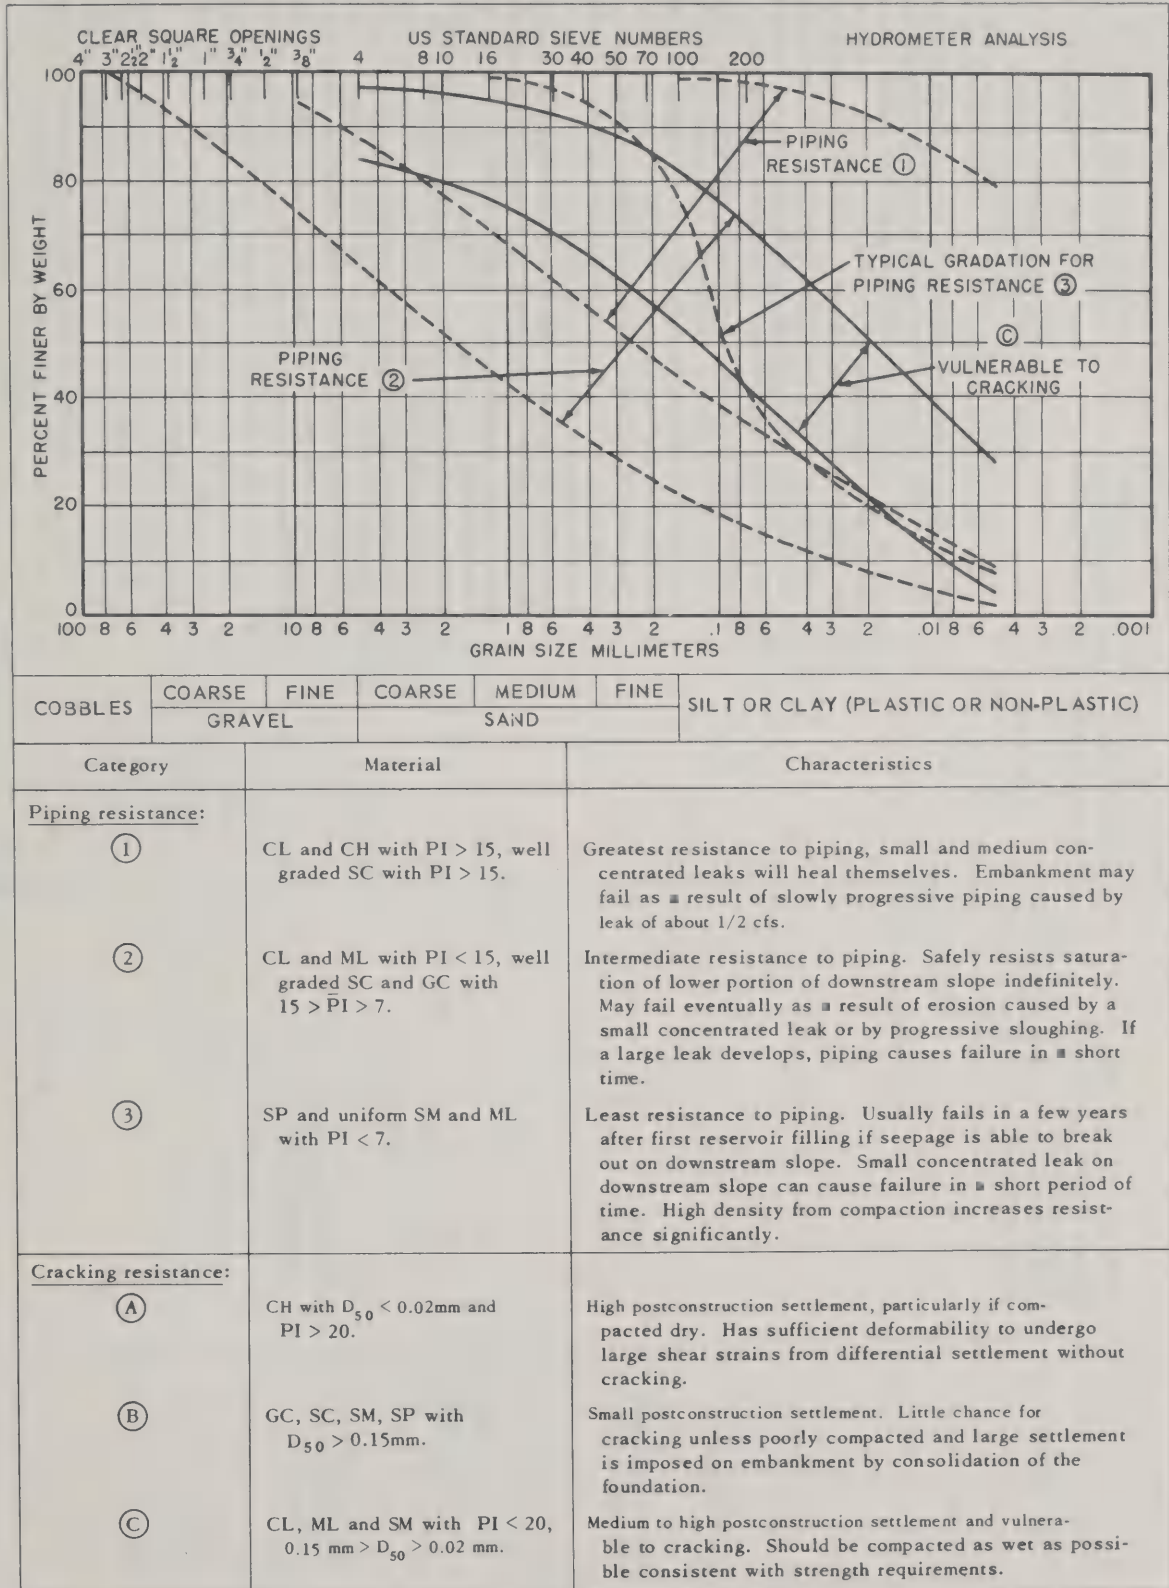 CLEAR SQUARE OPENINGS US STANDARD SIEVE NUMBERS HYDROMETER ANALYSIS
4" 3" 2½" 2" 1½" 1" ¾" ½" ⅜" 4 8 10 16 30 40 50 70 100 200
100
80
60
40
20
0
PERCENT FINER BY WEIGHT
PIPING
RESISTANCE ①
TYPICAL GRADATION FOR
PIPING RESISTANCE ③
Ⓒ
VULNERABLE TO
CRACKING
PIPING
RESISTANCE ②
100 8 6 4 3 2 10 8 6 4 3 2 1 8 6 4 3 2 .1 8 6 4 3 2 .01 8 6 4 3 2 .001
GRAIN SIZE MILLIMETERS
COBBLES COARSE FINE COARSE MEDIUM FINE SILT OR CLAY (PLASTIC OR NON-PLASTIC)
GRAVEL SAND
Category Material Characteristics
Piping resistance:
① CL and CH with PI > 15, well Greatest resistance to piping, small and medium con-
graded SC with PI > 15. centrated leaks will heal themselves. Embankment may
fail as a result of slowly progressive piping caused by
leak of about 1/2 cfs.
② CL and ML with PI < 15, well Intermediate resistance to piping. Safely resists satura-
graded SC and GC with tion of lower portion of downstream slope indefinitely.
15 > PI > 7. May fail eventually as a result of erosion caused by a
small concentrated leak or by progressive sloughing. If
a large leak develops, piping causes failure in a short
time.
③ SP and uniform SM and ML Least resistance to piping. Usually fails in a few years
with PI < 7. after first reservoir filling if seepage is able to break
out on downstream slope. Small concentrated leak on
downstream slope can cause failure in a short period of
time. High density from compaction increases resist-
ance significantly.
Cracking resistance:
Ⓐ CH with D50 < 0.02mm and High postconstruction settlement, particularly if com-
PI > 20. pacted dry. Has sufficient deformability to undergo
large shear strains from differential settlement without
cracking.
Ⓑ GC, SC, SM, SP with Small postconstruction settlement. Little chance for
D50 > 0.15mm. cracking unless poorly compacted and large settlement
is imposed on embankment by consolidation of the
foundation.
Ⓒ CL, ML and SM with PI < 20, Medium to high postconstruction settlement and vulnera-
0.15 mm > D50 > 0.02 mm. ble to cracking. Should be compacted as wet as possi-
ble consistent with strength requirements.